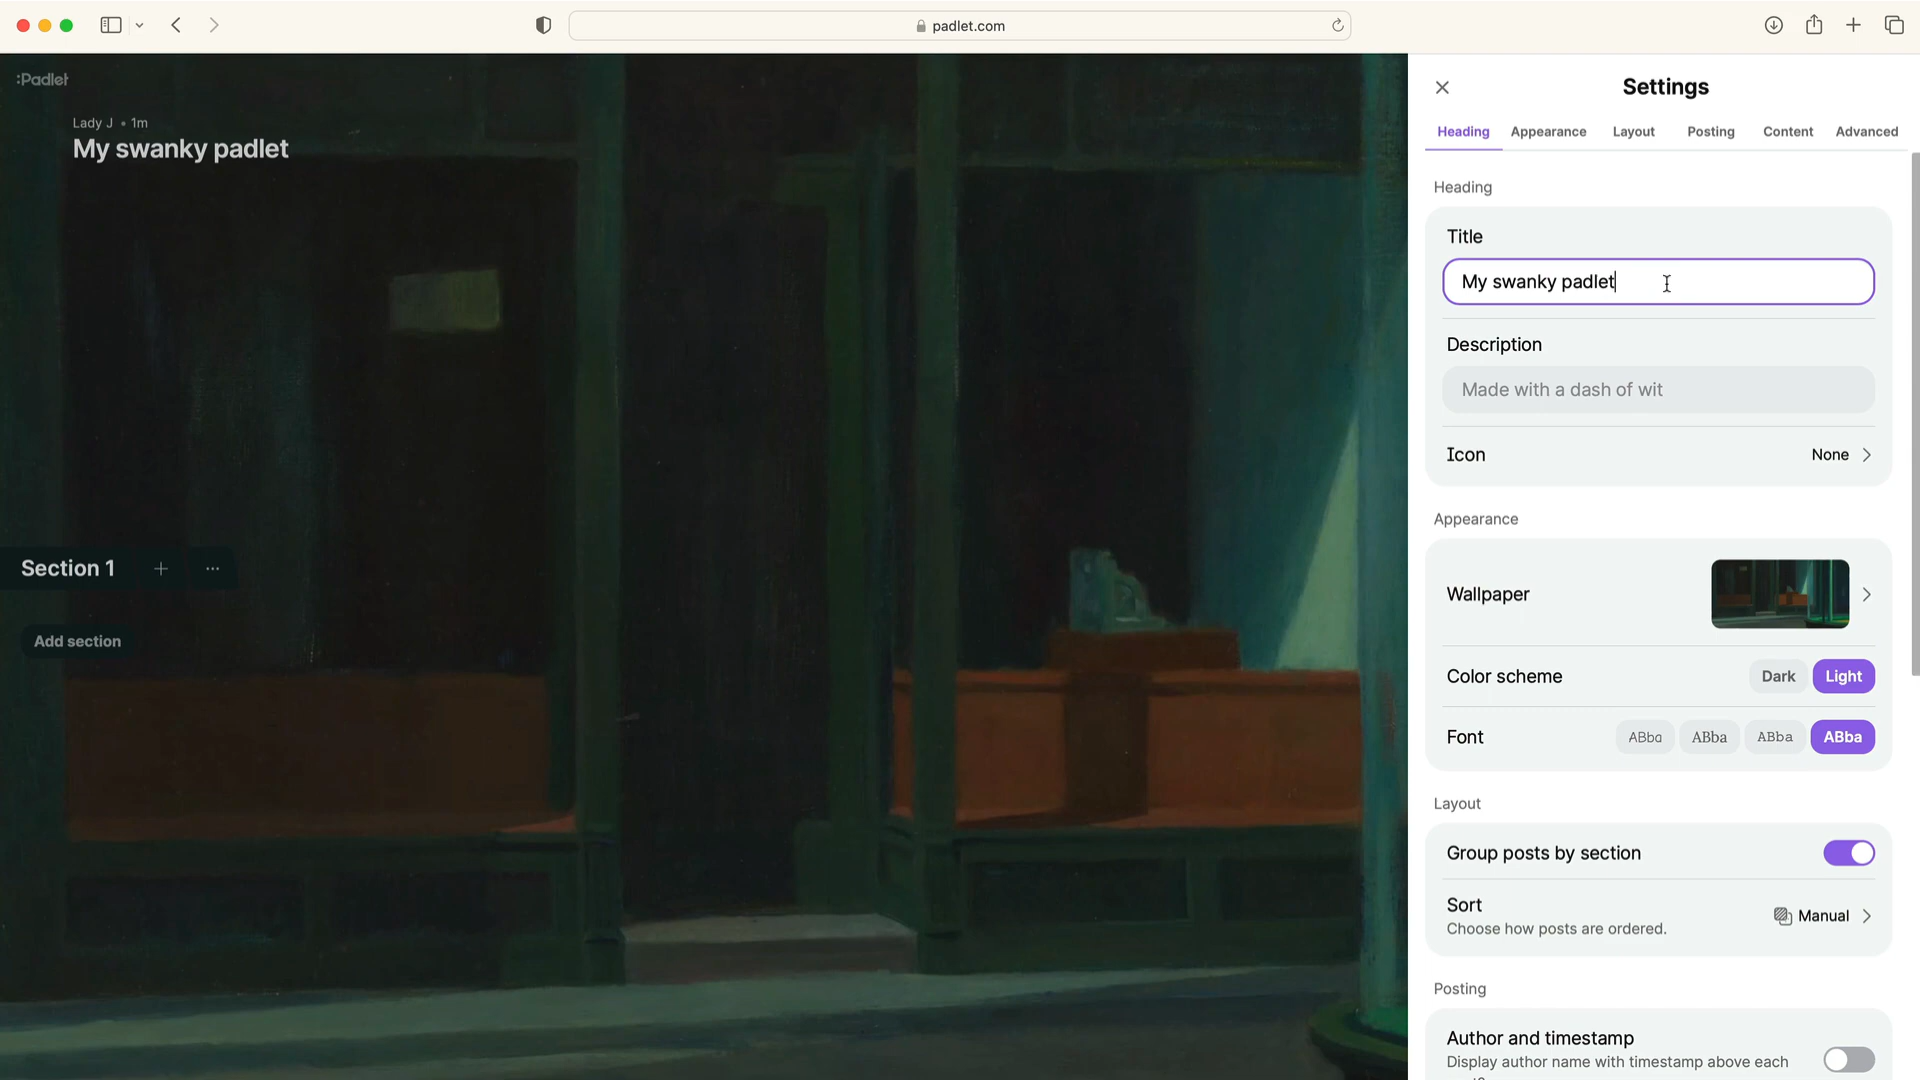 padlet.com
:Padlet
Lady J • 1m
My swanky padlet
Section 1
Add section
Settings
Heading Appearance Layout Posting Content Advanced
Heading
Title
My swanky padlet
Description
Made with a dash of wit
Icon None
Appearance
Wallpaper
Color scheme Dark Light
Font ABba ABba ABba ABba
Layout
Group posts by section
Sort Manual
Choose how posts are ordered.
Posting
Author and timestamp
Display author name with timestamp above each